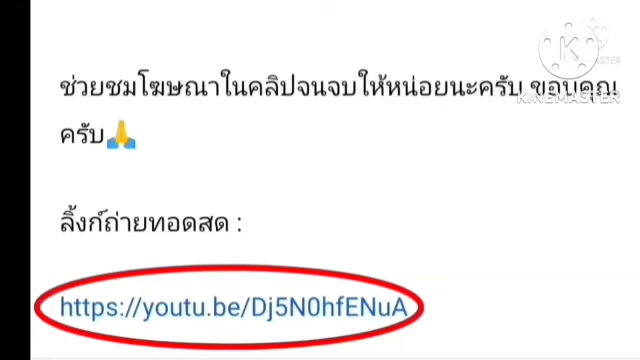 ช่วยชมโฆษณาในคลิปจนจบให้หน่อยนะครับ ขอบคุณ
ครับ🙏
ลิ้งก์ถ่ายทอดสด :
https://youtu.be/Dj5N0hfENuA
K
KINEMASTER